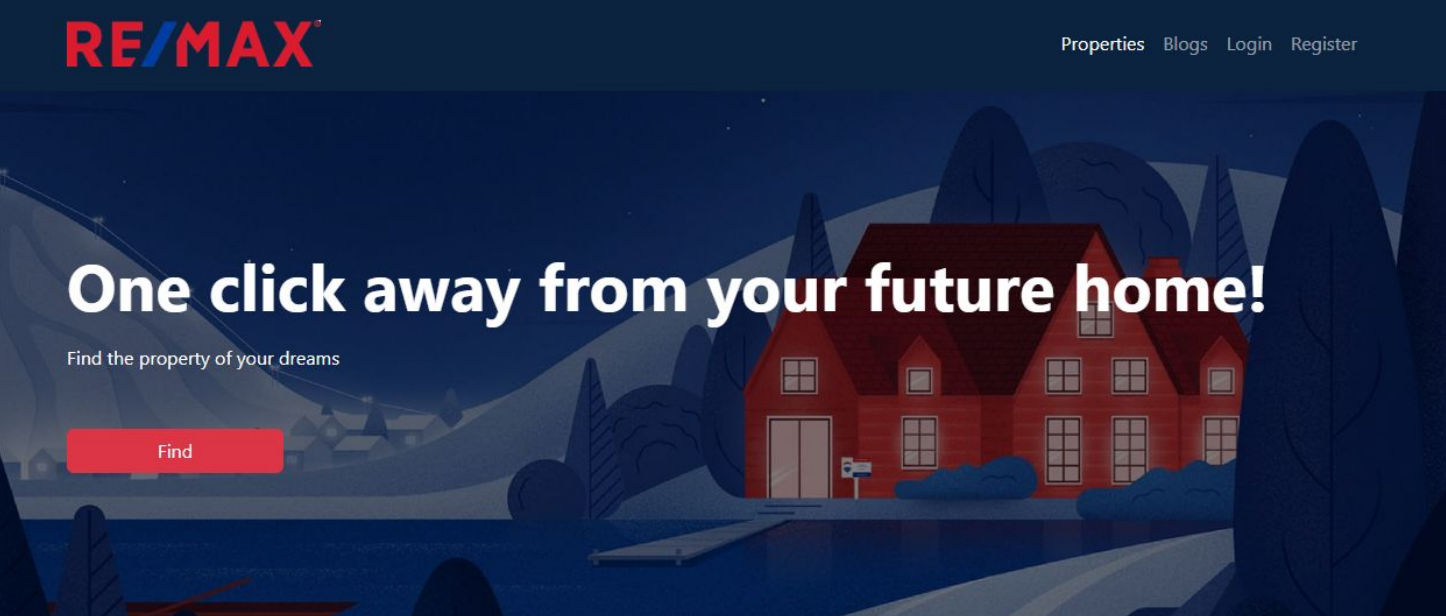 RE/MAX
Properties Blogs Login Register
One click away from your future home!
Find the property of your dreams
Find